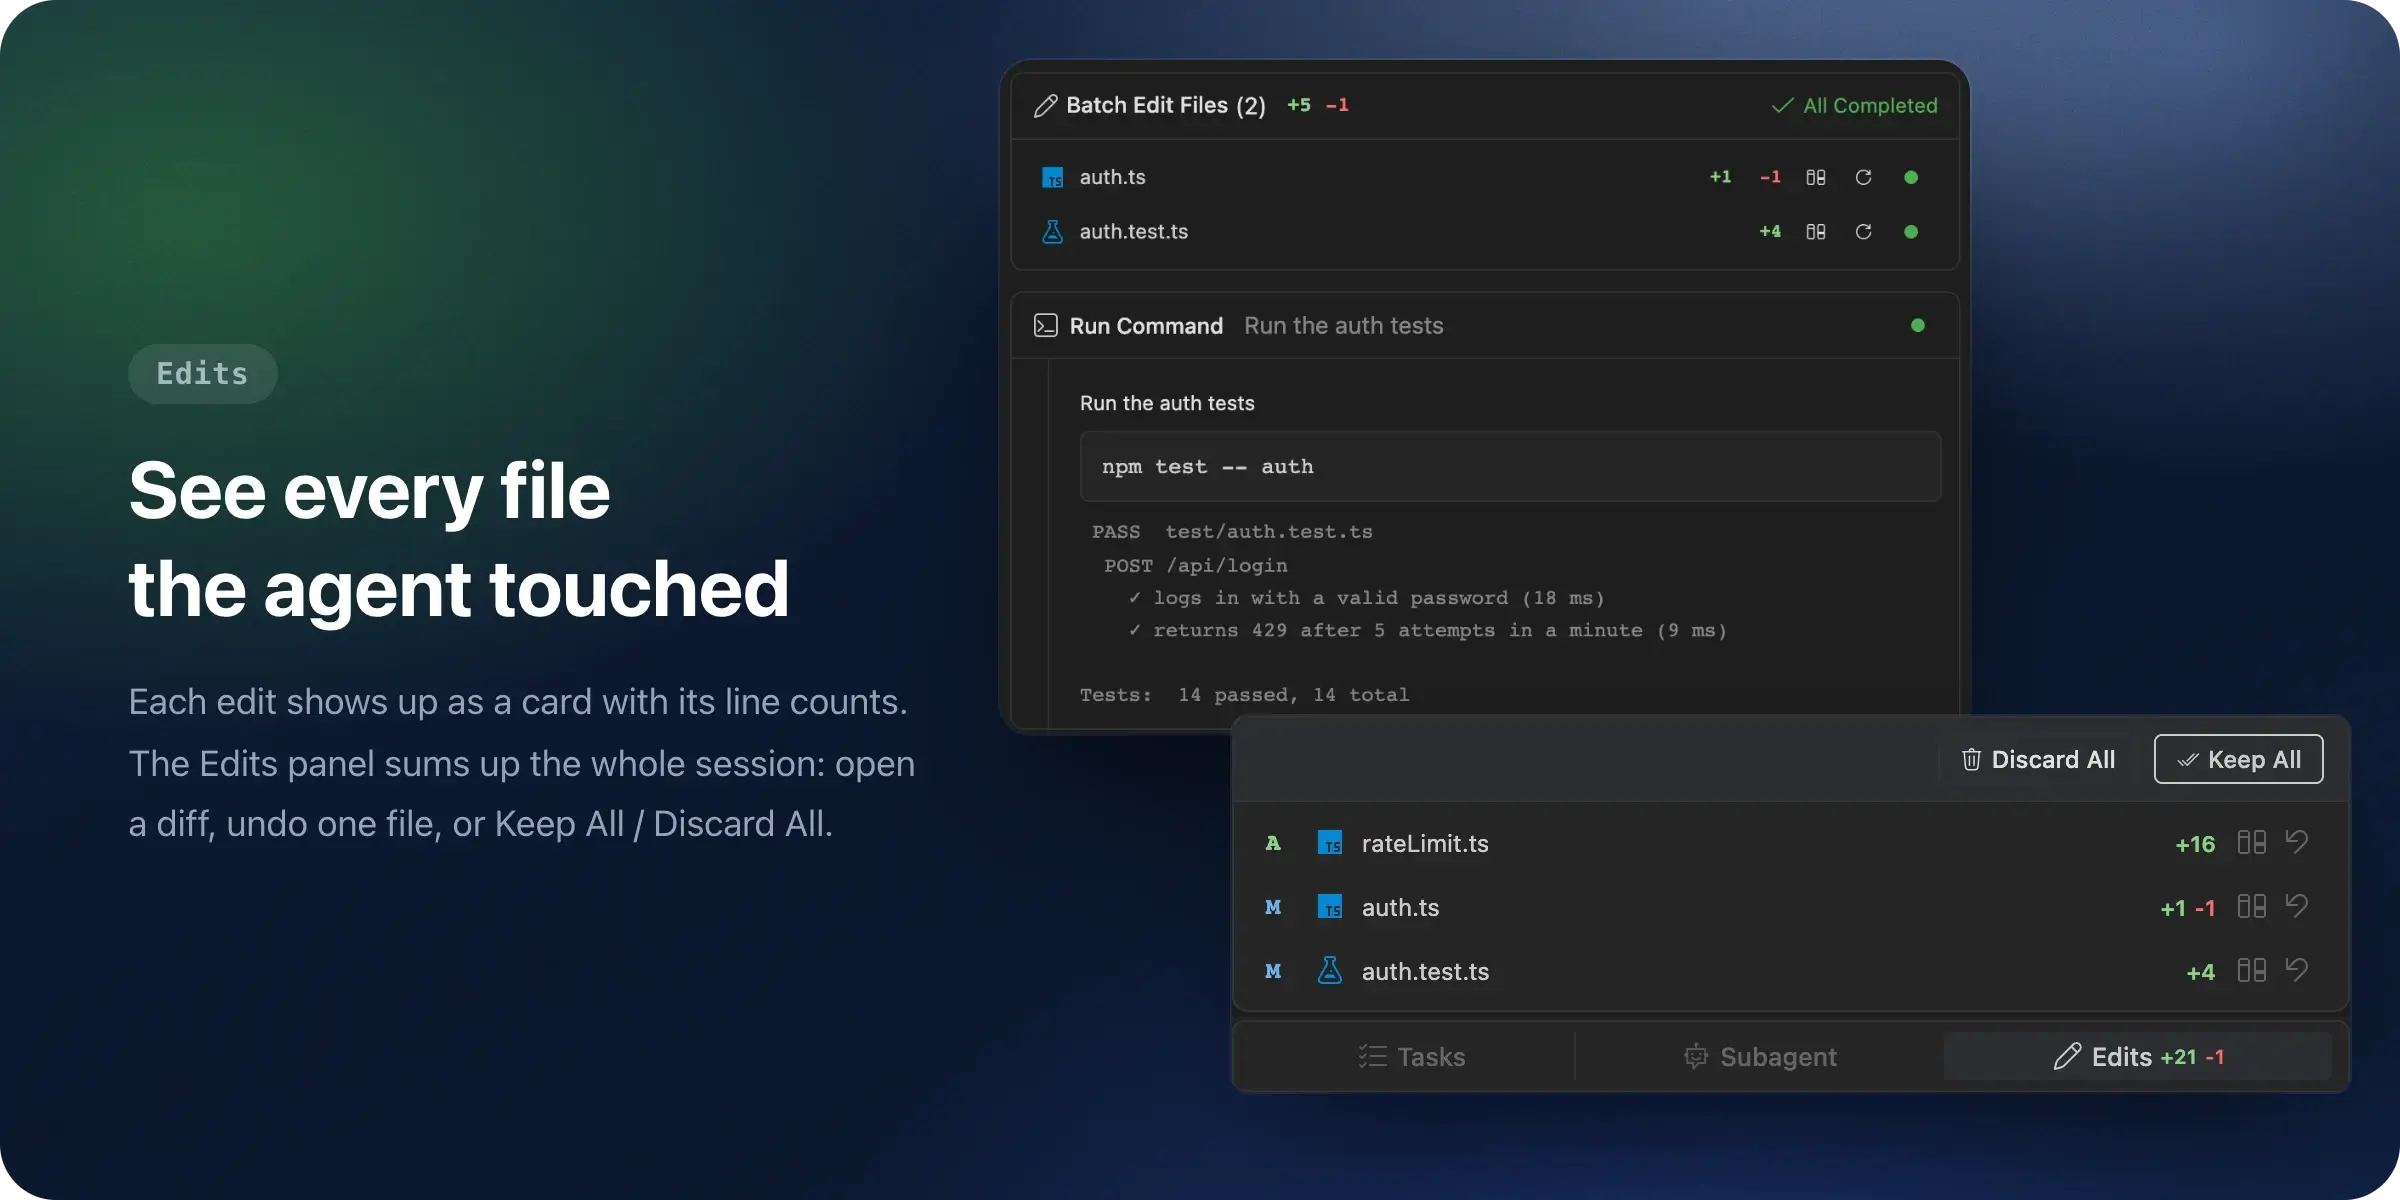 Edits
See every file
the agent touched
Each edit shows up as a card with its line counts.
The Edits panel sums up the whole session: open
a diff, undo one file, or Keep All / Discard All.
Batch Edit Files (2) +5 -1 All Completed
TS auth.ts +1 -1
auth.test.ts +4
Run Command Run the auth tests
Run the auth tests
npm test -- auth
PASS test/auth.test.ts
POST /api/login
✓ logs in with a valid password (18 ms)
✓ returns 429 after 5 attempts in a minute (9 ms)
Tests: 14 passed, 14 total
Discard All Keep All
A TS rateLimit.ts +16
M TS auth.ts +1 -1
M auth.test.ts +4
Tasks Subagent Edits +21 -1